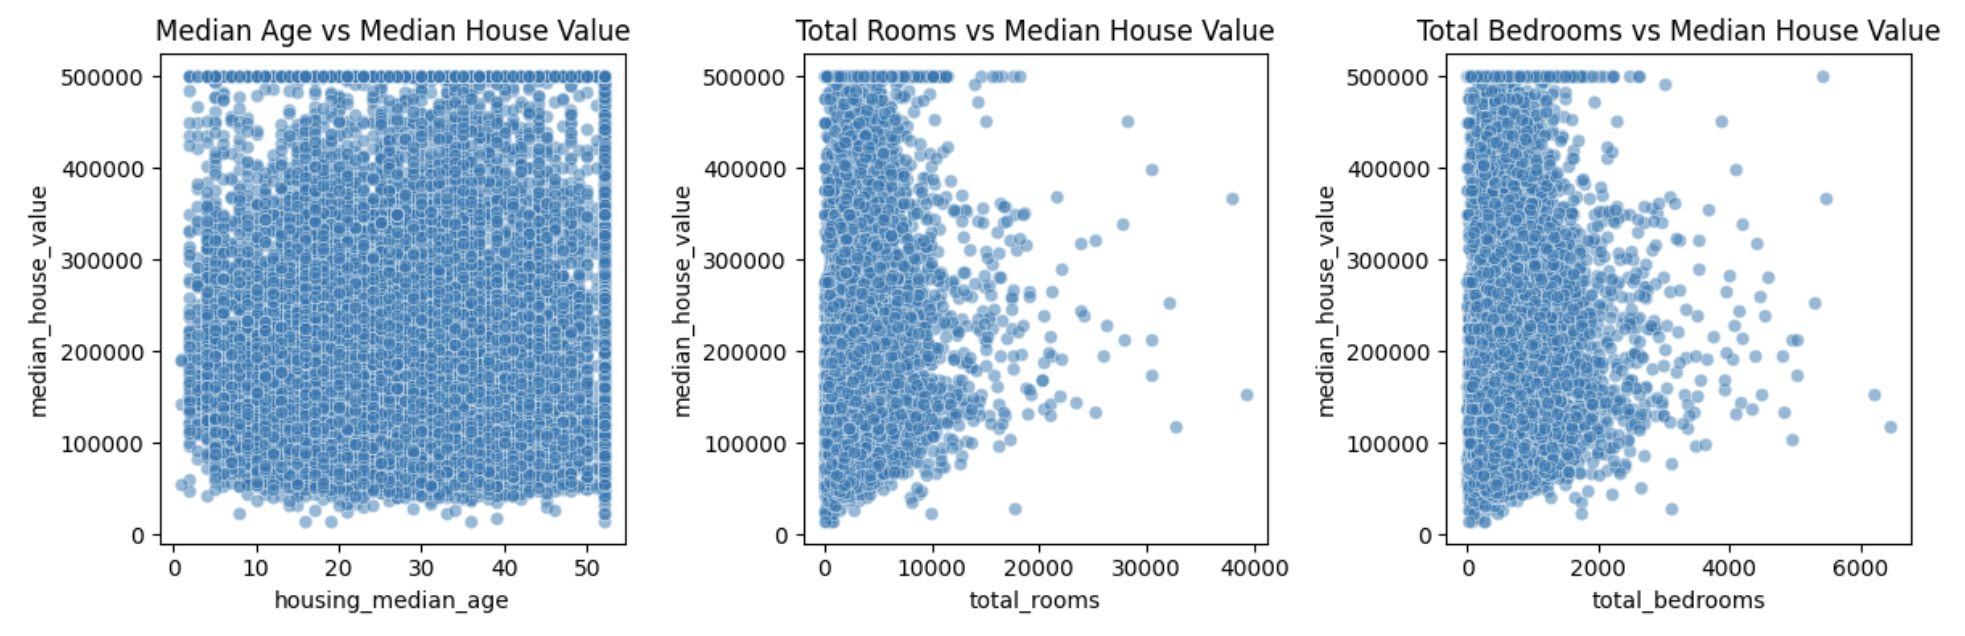 Median Age vs Median House Value
median_house_value
500000
400000
300000
200000
100000
0
0 10 20 30 40 50
housing_median_age
Total Rooms vs Median House Value
median_house_value
500000
400000
300000
200000
100000
0
0 10000 20000 30000 40000
total_rooms
Total Bedrooms vs Median House Value
median_house_value
500000
400000
300000
200000
100000
0
0 2000 4000 6000
total_bedrooms